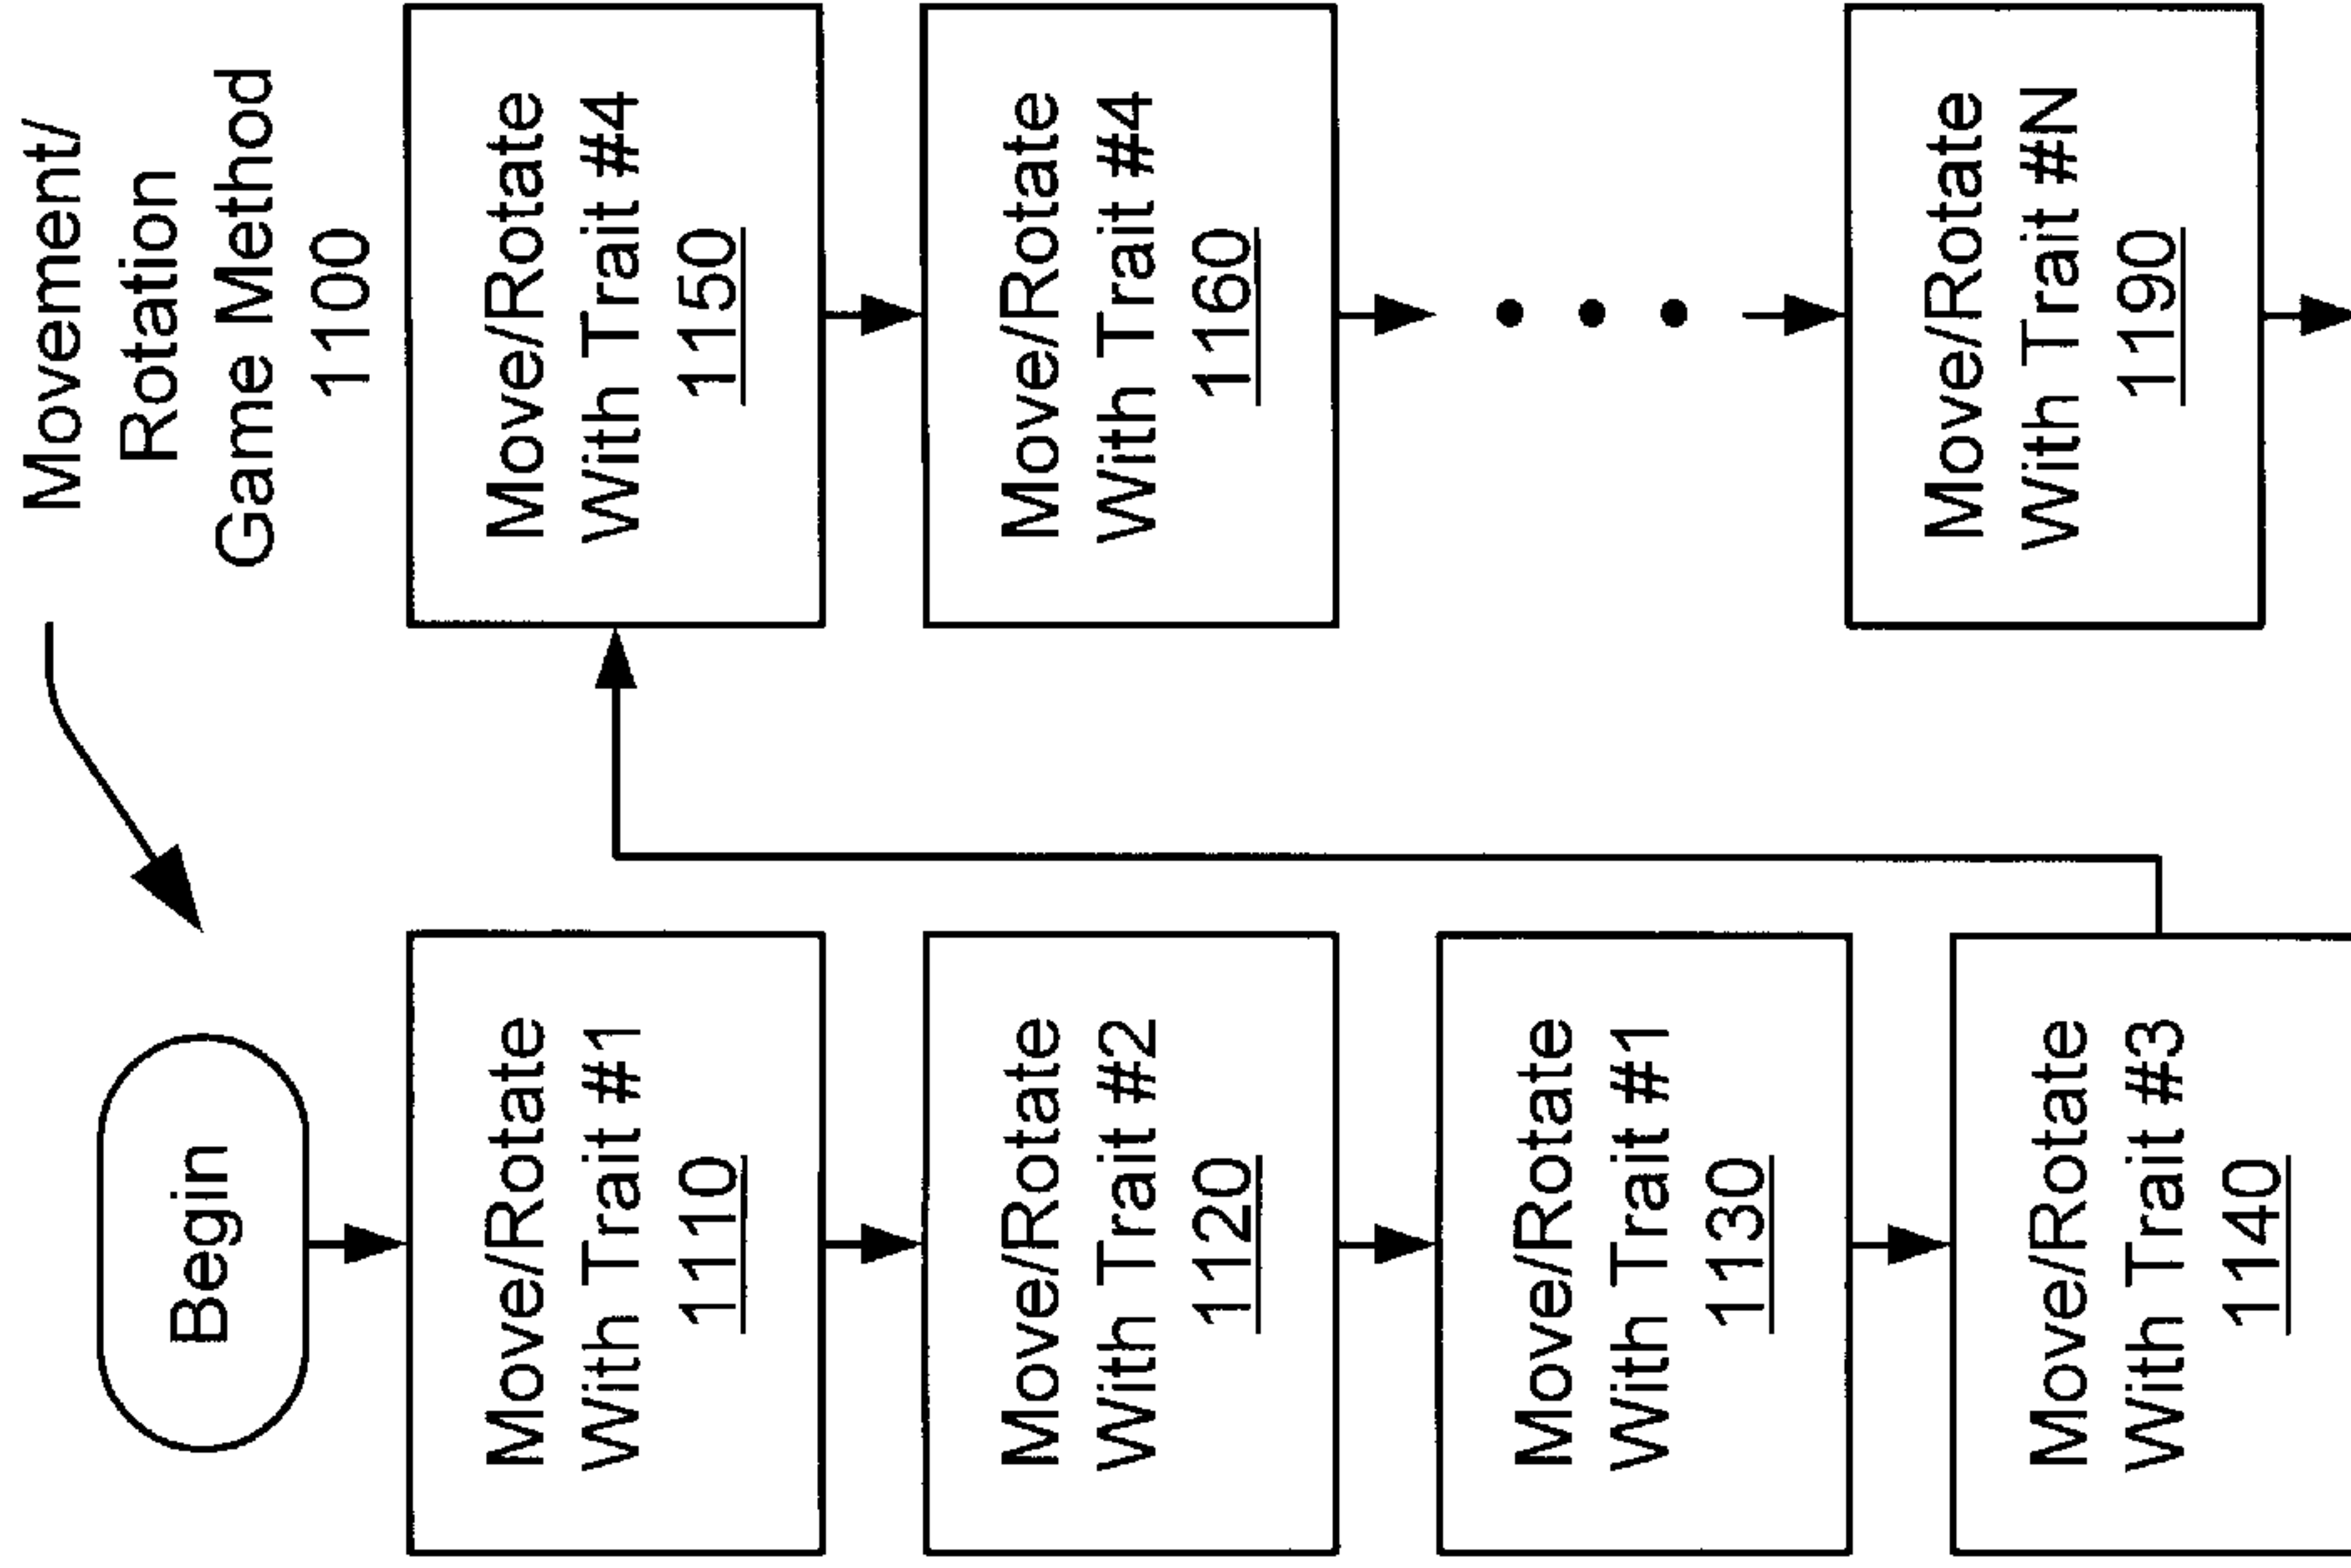 Movement/
Rotation
Game Method
1100
Begin
Move/Rotate
With Trait #1
1110
Move/Rotate
With Trait #2
1120
Move/Rotate
With Trait #1
1130
Move/Rotate
With Trait #3
1140
Move/Rotate
With Trait #4
1150
Move/Rotate
With Trait #4
1160
Move/Rotate
With Trait #N
1190